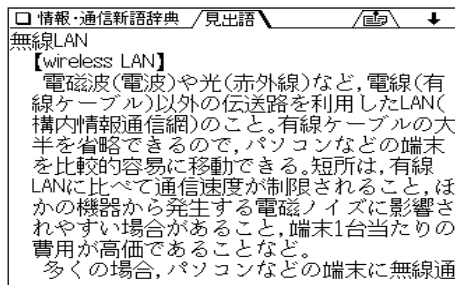 情報・通信新語辞典 見出語
無線LAN
【wireless LAN】
電磁波(電波)や光(赤外線)など,電線(有
線ケーブル)以外の伝送路を利用したLAN(
構内情報通信網)のこと。有線ケーブルの大
半を省略できるので,パソコンなどの端末
を比較的容易に移動できる。短所は,有線
LANに比べて通信速度が制限されること,ほ
かの機器から発生する電磁ノイズに影響さ
れやすい場合があること,端末1台当たりの
費用が高価であることなど。
多くの場合,パソコンなどの端末に無線通